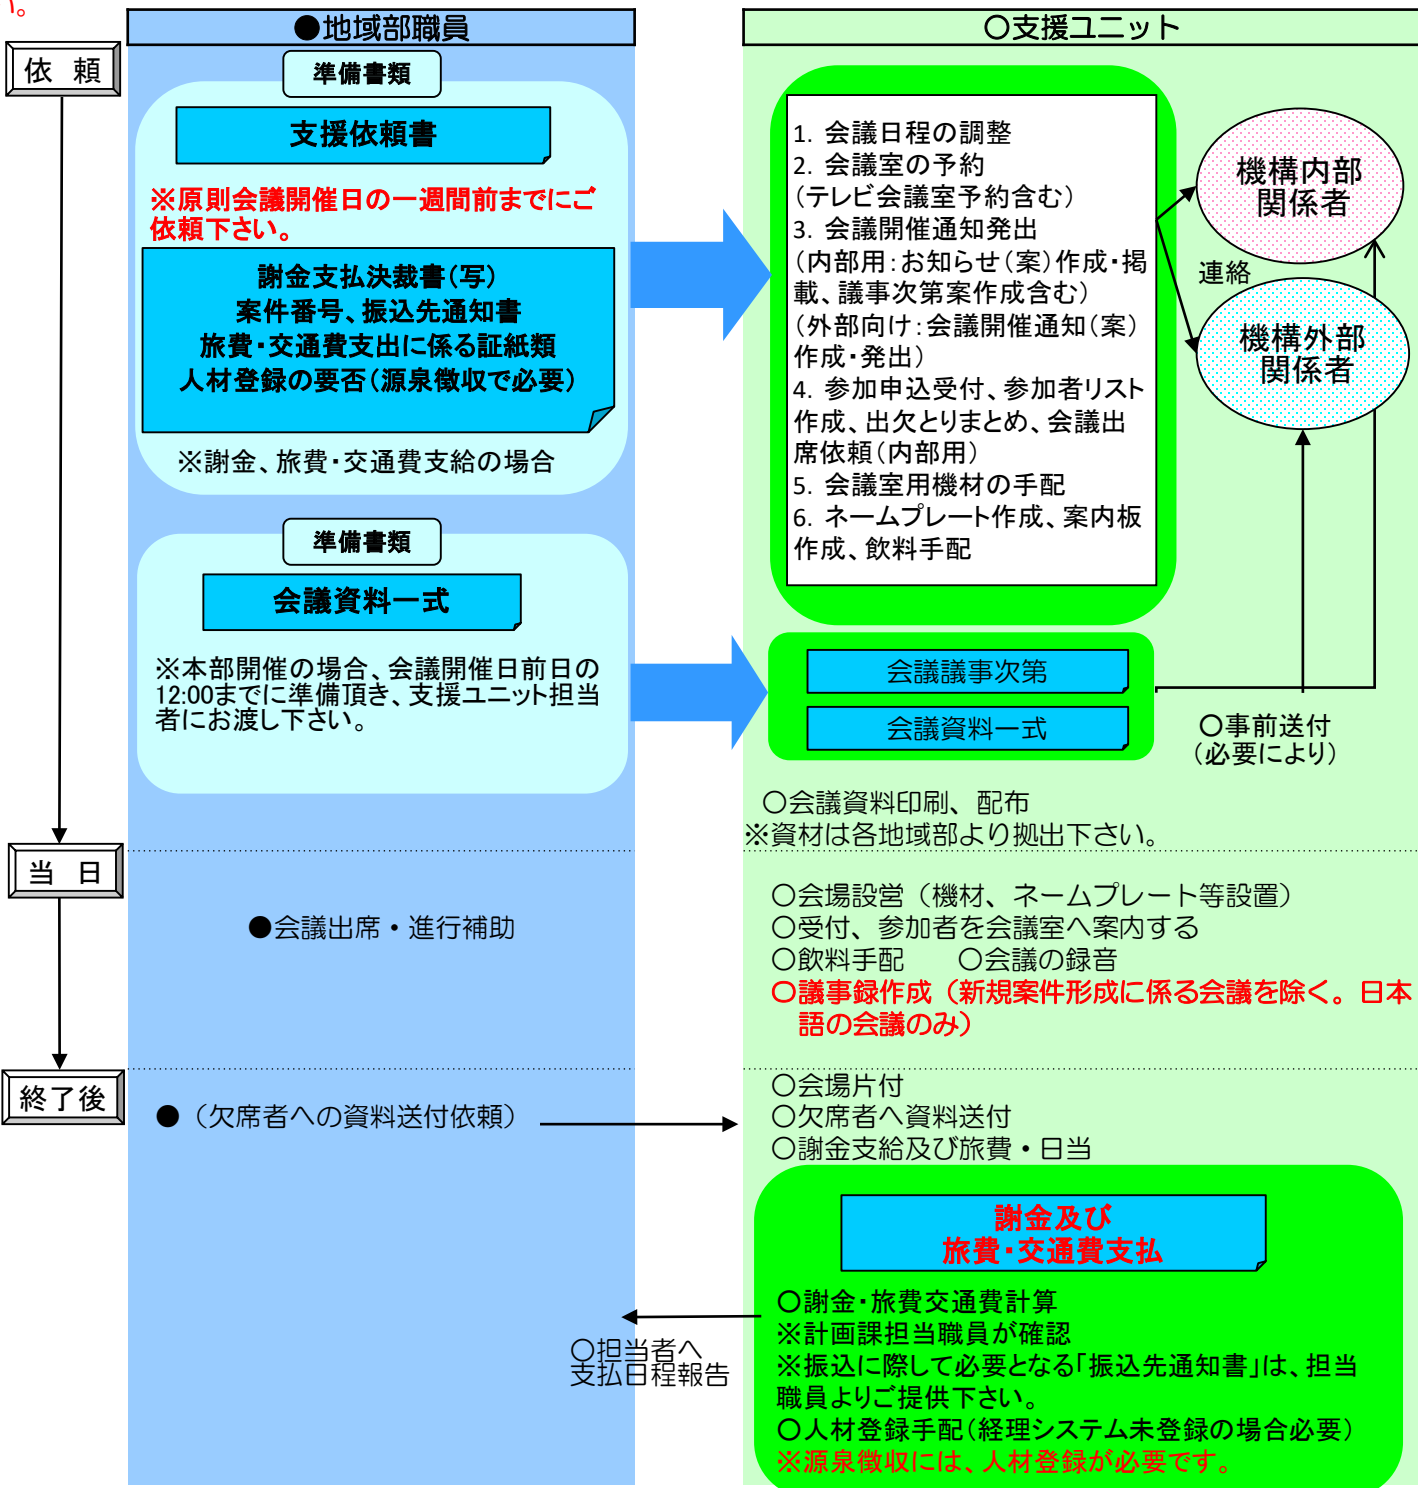 い。
●地域部職員
〇支援ユニット
依 頼
準備書類
支援依頼書
※原則会議開催日の一週間前までにご
依頼下さい。
謝金支払決裁書(写)
案件番号、振込先通知書
旅費・交通費支出に係る証紙類
人材登録の要否(源泉徴収で必要)
※謝金、旅費・交通費支給の場合
1. 会議日程の調整
2. 会議室の予約
(テレビ会議室予約含む)
3. 会議開催通知発出
(内部用:お知らせ(案)作成・掲
載、議事次第案作成含む)
(外部向け:会議開催通知(案)
作成・発出)
4. 参加申込受付、参加者リスト
作成、出欠とりまとめ、会議出
席依頼(内部用)
5. 会議室用機材の手配
6. ネームプレート作成、案内板
作成、飲料手配
機構内部
関係者
連絡
機構外部
関係者
準備書類
会議資料一式
※本部開催の場合、会議開催日前日の
12:00までに準備頂き、支援ユニット担当
者にお渡し下さい。
会議議事次第
会議資料一式
〇事前送付
(必要により)
〇会議資料印刷、配布
※資材は各地域部より拠出下さい。
当 日
●会議出席・進行補助
〇会場設営(機材、ネームプレート等設置)
〇受付、参加者を会議室へ案内する
〇飲料手配 〇会議の録音
〇議事録作成(新規案件形成に係る会議を除く。日本
語の会議のみ)
終了後
●(欠席者への資料送付依頼)
〇会場片付
〇欠席者へ資料送付
〇謝金支給及び旅費・日当
謝金及び
旅費・交通費支払
〇謝金・旅費交通費計算
※計画課担当職員が確認
※振込に際して必要となる「振込先通知書」は、担当
職員よりご提供下さい。
〇人材登録手配(経理システム未登録の場合必要)
※源泉徴収には、人材登録が必要です。
〇担当者へ
支払日程報告